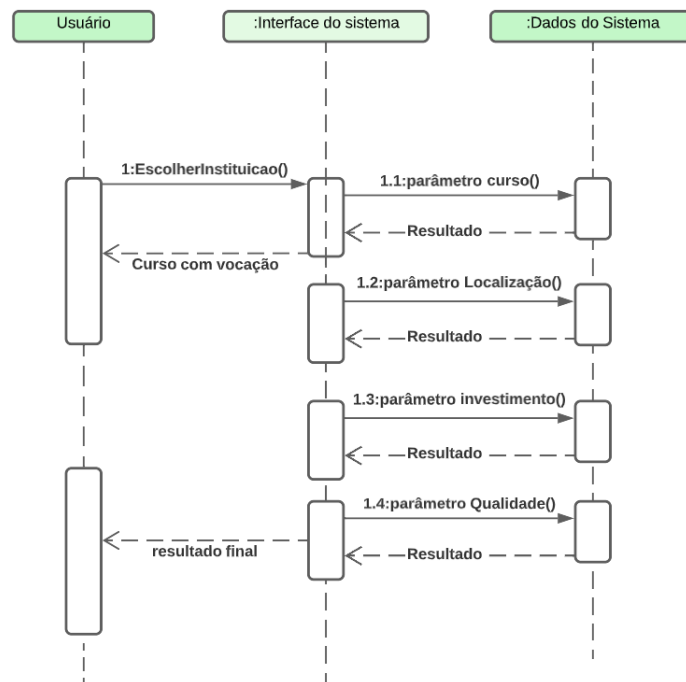 Usuário
:Interface do sistema
:Dados do Sistema
1:EscolherInstituicao()
1.1:parâmetro curso()
Resultado
Curso com vocação
1.2:parâmetro Localização()
Resultado
1.3:parâmetro investimento()
Resultado
1.4:parâmetro Qualidade()
resultado final
Resultado